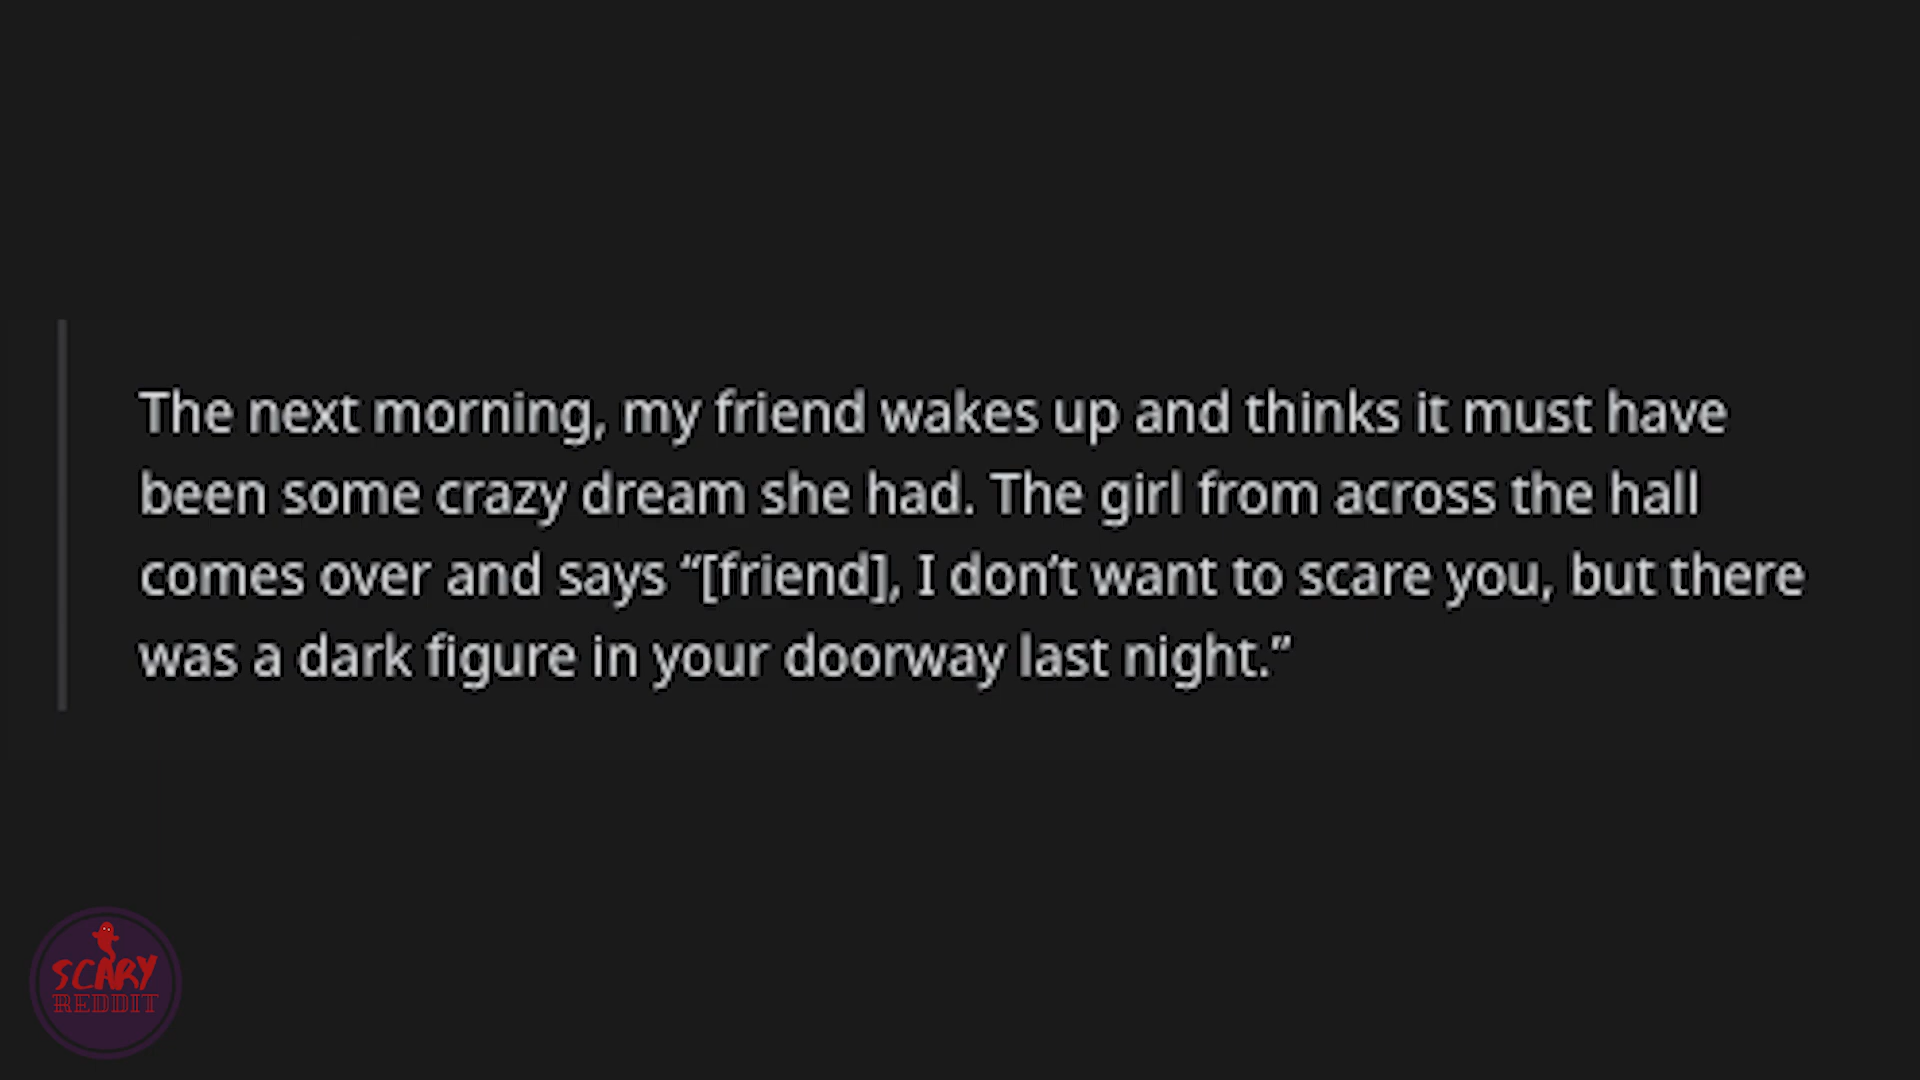 The next morning, my friend wakes up and thinks it must have
been some crazy dream she had. The girl from across the hall
comes over and says “[friend], I don’t want to scare you, but there
was a dark figure in your doorway last night.”
SCARY
REDDIT